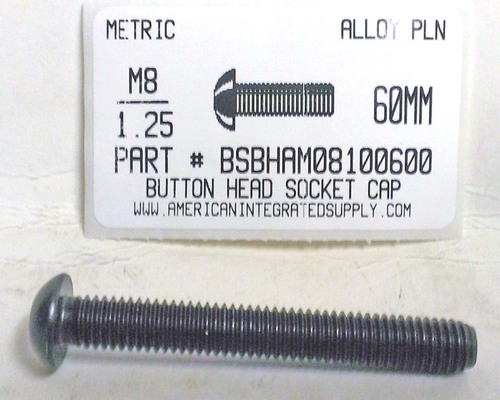 METRIC ALLOY PLN
M8
1.25
60MM
PART # BSBHAM08100600
BUTTON HEAD SOCKET CAP
WWW.AMERICANINTEGRATEDSUPPLY.COM